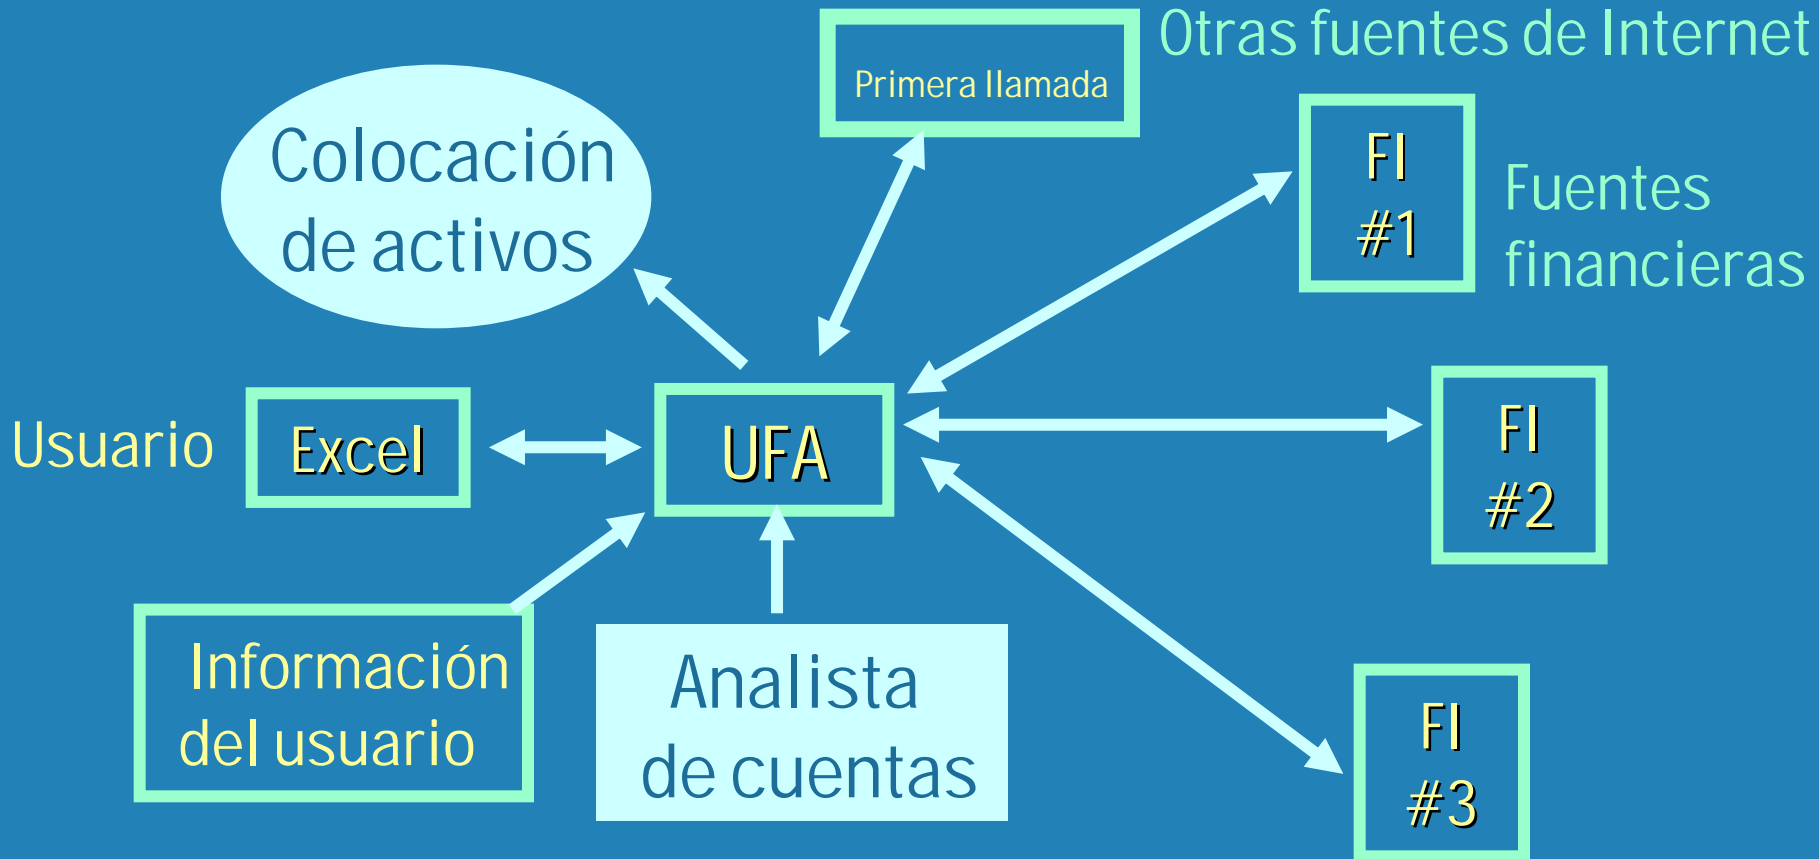 Otras fuentes de Internet
Primera llamada
Colocación
de activos
FI
#1
Fuentes
financieras
Usuario
Excel
UFA
FI
#2
Información
del usuario
Analista
de cuentas
FI
#3